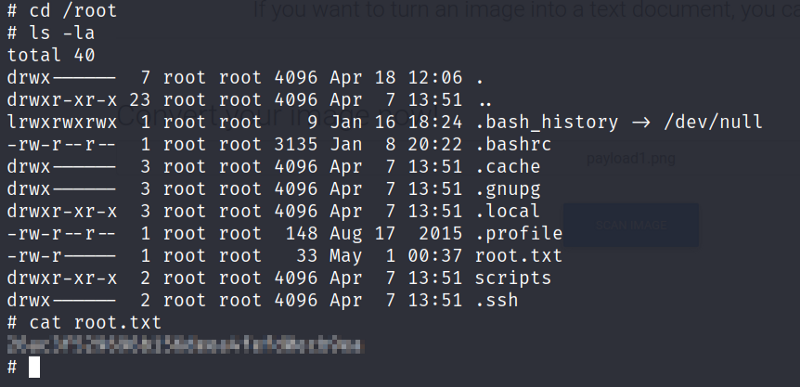 If you want to turn an image into a text document, you ca
# cd /root
# ls -la
total 40
drwx------  7 root root 4096 Apr 18 12:06 .
drwxr-xr-x 23 root root 4096 Apr  7 13:51 ..
lrwxrwxrwx  1 root root    9 Jan 16 18:24 .bash_history -> /dev/null
-rw-r--r--  1 root root 3135 Jan  8 20:22 .bashrc
drwx------  3 root root 4096 Apr  7 13:51 .cache
drwx------  3 root root 4096 Apr  7 13:51 .gnupg
drwxr-xr-x  3 root root 4096 Apr  7 13:51 .local
-rw-r--r--  1 root root  148 Aug 17  2015 .profile
-rw-r-----  1 root root   33 May  1 00:37 root.txt
drwxr-xr-x  2 root root 4096 Apr  7 13:51 scripts
drwx------  2 root root 4096 Apr  7 13:51 .ssh
# cat root.txt
#
Convert your image
payload1.png
SCAN IMAGE